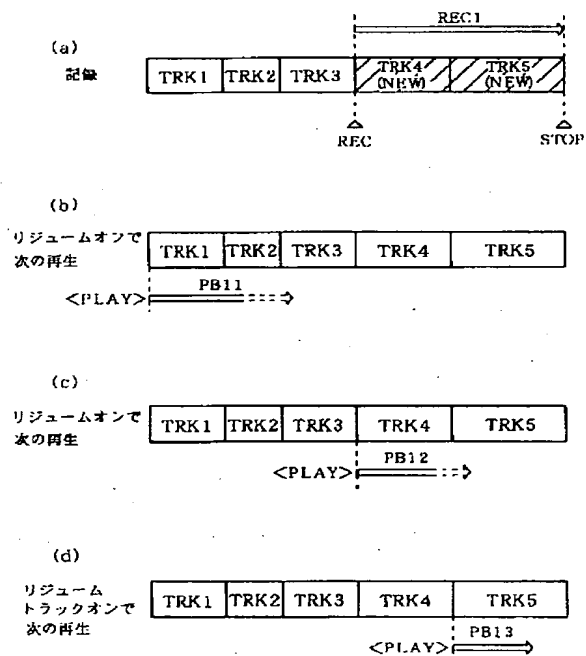 REC1
(a)
記録
TRK1 TRK2 TRK3 TRK4 (NEW) TRK5 (NEW)
REC STOP
(b)
リジュームオンで
次の再生
TRK1 TRK2 TRK3 TRK4 TRK5
<PLAY> PB11
(c)
リジュームオンで
次の再生
TRK1 TRK2 TRK3 TRK4 TRK5
<PLAY> PB12
(d)
リジューム
トラックオンで
次の再生
TRK1 TRK2 TRK3 TRK4 TRK5
<PLAY> PB13